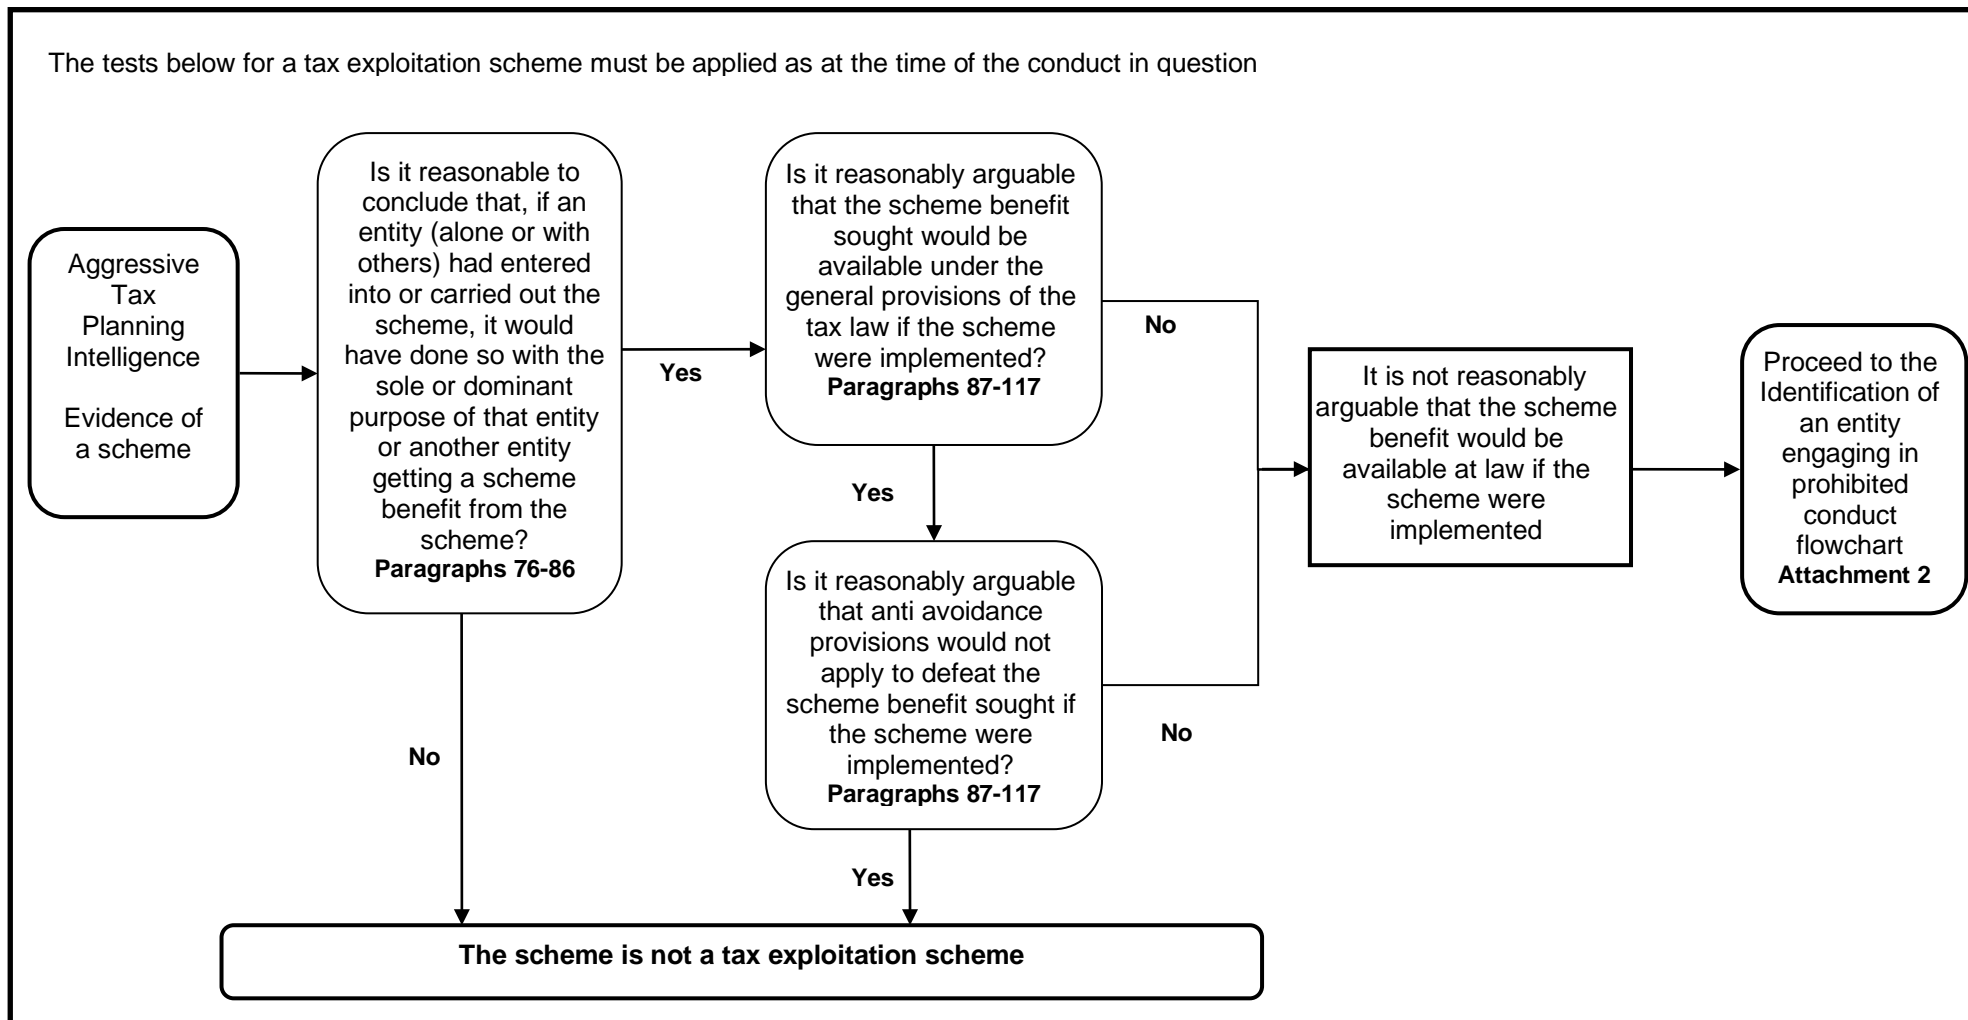 The tests below for a tax exploitation scheme must be applied as at the time of the conduct in question
Aggressive
Tax
Planning
Intelligence
Evidence of
a scheme
Is it reasonable to
conclude that, if an
entity (alone or with
others) had entered
into or carried out the
scheme, it would
have done so with the
sole or dominant
purpose of that entity
or another entity
getting a scheme
benefit from the
scheme?
Paragraphs 76-86
Yes
No
Is it reasonably arguable
that the scheme benefit
sought would be
available under the
general provisions of the
tax law if the scheme
were implemented?
Paragraphs 87-117
No
Yes
Is it reasonably arguable
that anti avoidance
provisions would not
apply to defeat the
scheme benefit sought if
the scheme were
implemented?
Paragraphs 87-117
No
Yes
It is not reasonably
arguable that the scheme
benefit would be
available at law if the
scheme were
implemented
Proceed to the
Identification of
an entity
engaging in
prohibited
conduct
flowchart
Attachment 2
The scheme is not a tax exploitation scheme